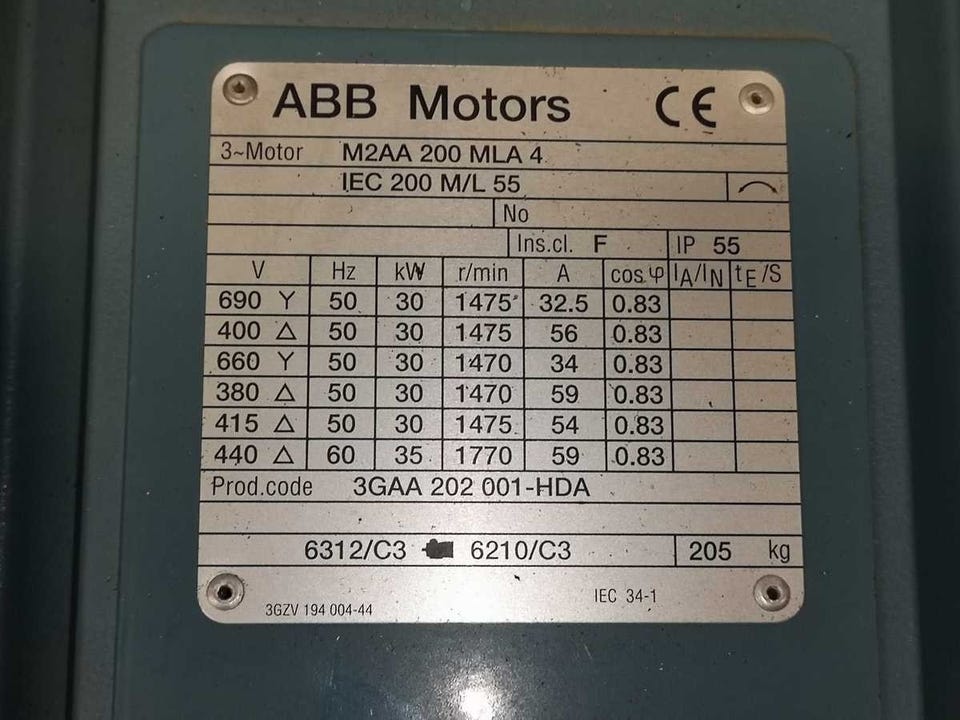 ABB Motors CE
3~Motor M2AA 200 MLA 4
IEC 200 M/L 55
No
Ins.cl. F IP 55
V Hz kW r/min A cos φ IA/IN tE/S
690 Y 50 30 1475 32.5 0.83
400 Δ 50 30 1475 56 0.83
660 Y 50 30 1470 34 0.83
380 Δ 50 30 1470 59 0.83
415 Δ 50 30 1475 54 0.83
440 Δ 60 35 1770 59 0.83
Prod.code 3GAA 202 001-HDA
6312/C3 6210/C3 205 kg
3GZV 194 004-44 IEC 34-1